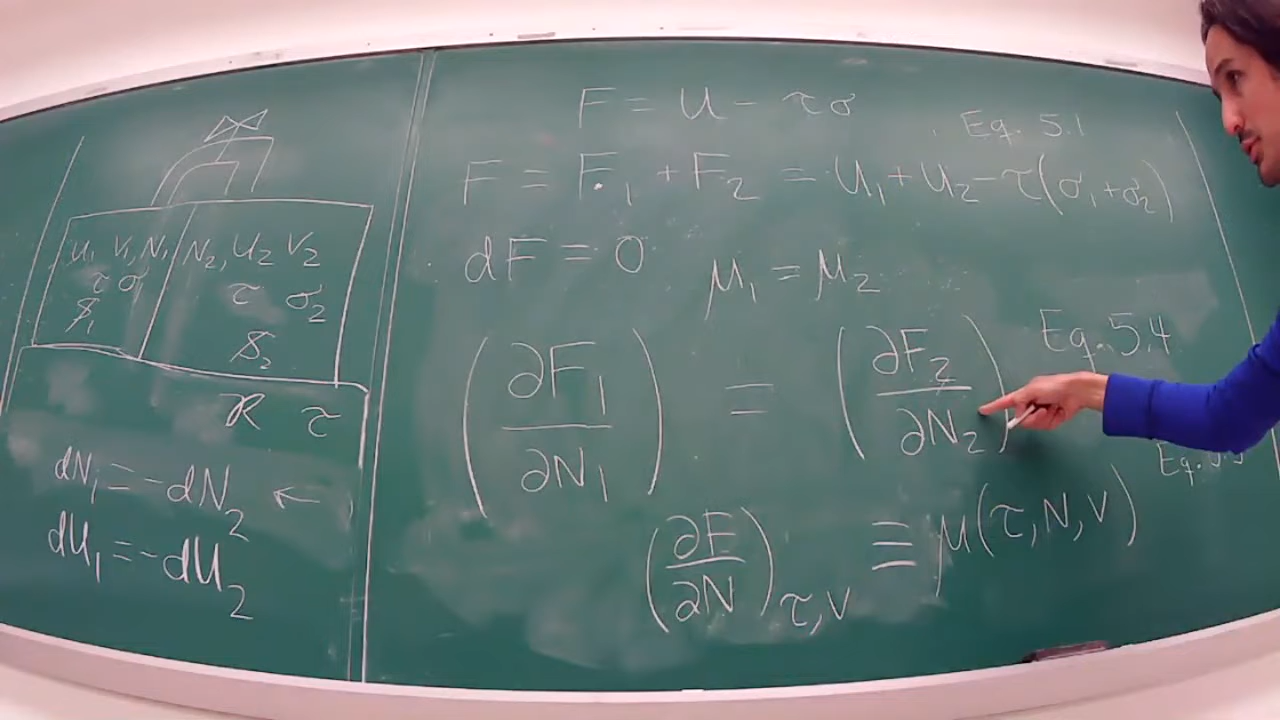 U₁ V₁, N₁ N₂, U₂ V₂
τ σ₁ τ σ₂
𝒮₁ 𝒮₂
ℛ τ
dN₁ = -dN₂ ←
dU₁ = -dU₂
F = U - τσ Eq. 5.1
F = F₁ + F₂ = U₁ + U₂ - τ(σ₁ + σ₂)
dF = 0 μ₁ = μ₂
(∂F₁/∂N₁) = (∂F₂/∂N₂) Eq. 5.4
(∂F/∂N)τ,V ≡ μ(τ, N, V) Eq.